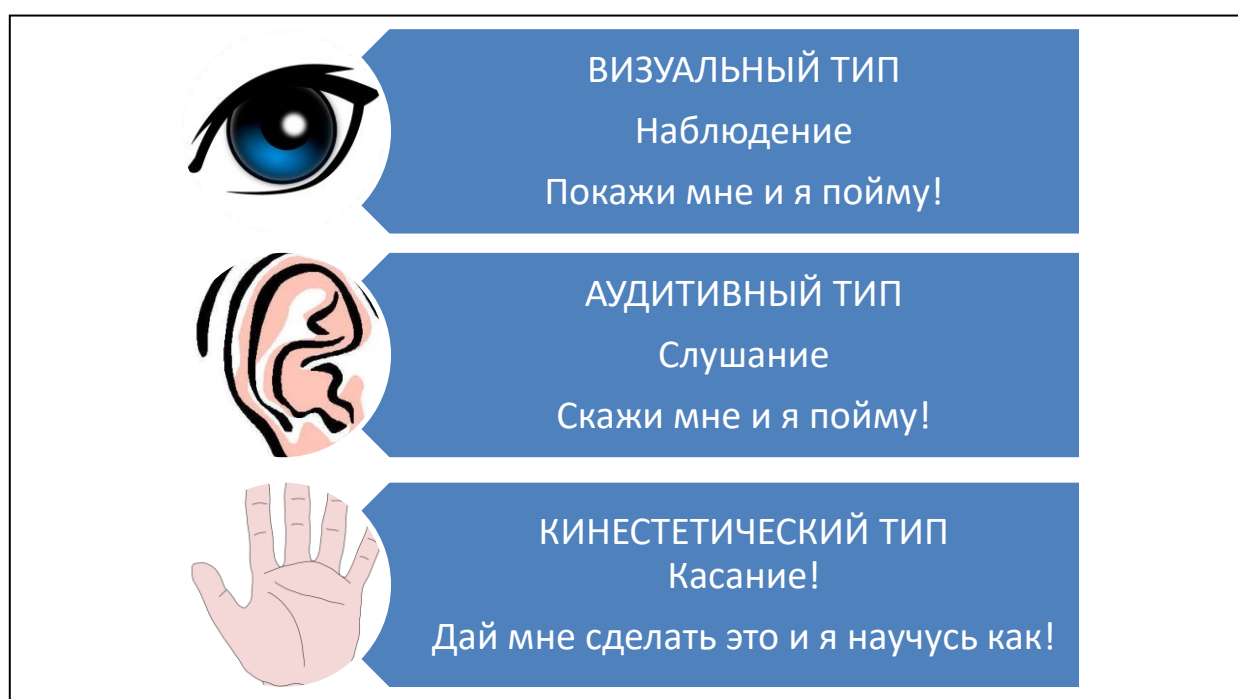 ВИЗУАЛЬНЫЙ ТИП
Наблюдение
Покажи мне и я пойму!
АУДИТИВНЫЙ ТИП
Слушание
Скажи мне и я пойму!
КИНЕСТЕТИЧЕСКИЙ ТИП
Касание!
Дай мне сделать это и я научусь как!